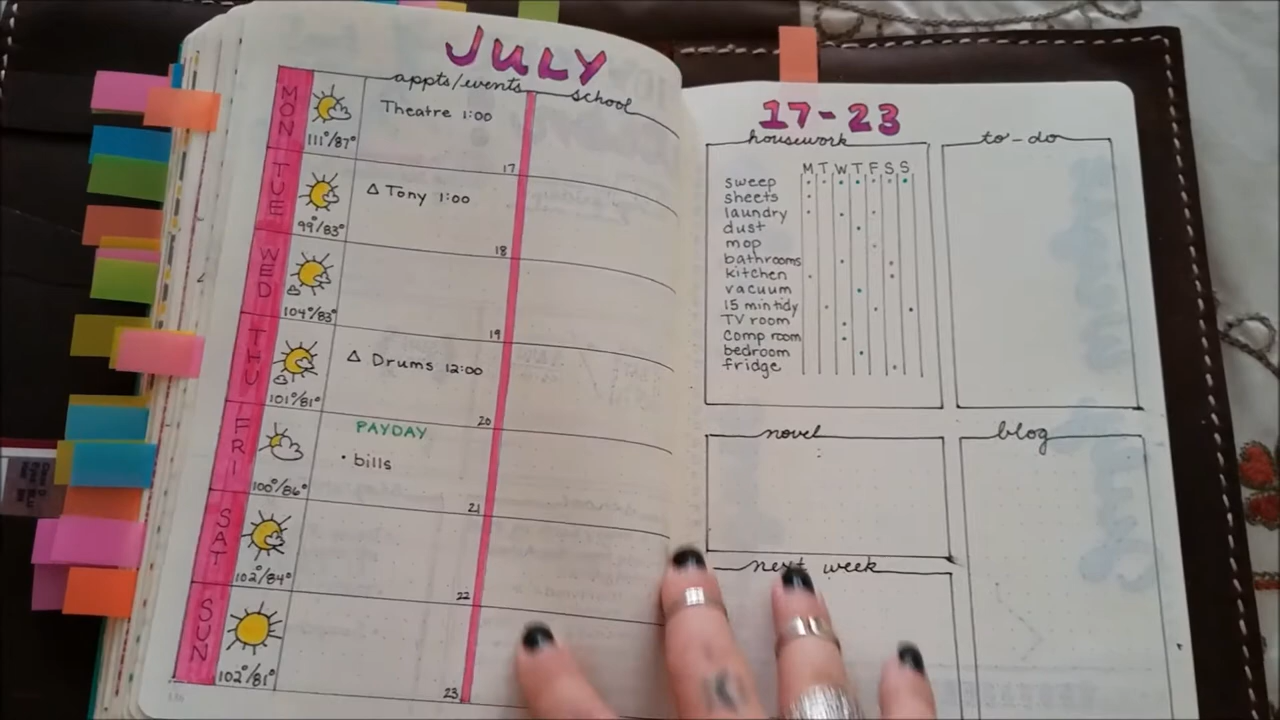 JULY
appts/events school
MON
111°/87°
Theatre 1:00
17
TUE
99°/83°
Δ Tony 1:00
18
WED
104°/83°
19
THU
101°/81°
Δ Drums 12:00
20
FRI
100°/86°
PAYDAY
• bills
21
SAT
102°/84°
22
SUN
102°/81°
23
17-23
housework
M T W T F S S
sweep
sheets
laundry
dust
mop
bathrooms
kitchen
vacuum
15 min tidy
TV room
comp room
bedroom
fridge
to-do
novel
blog
next week